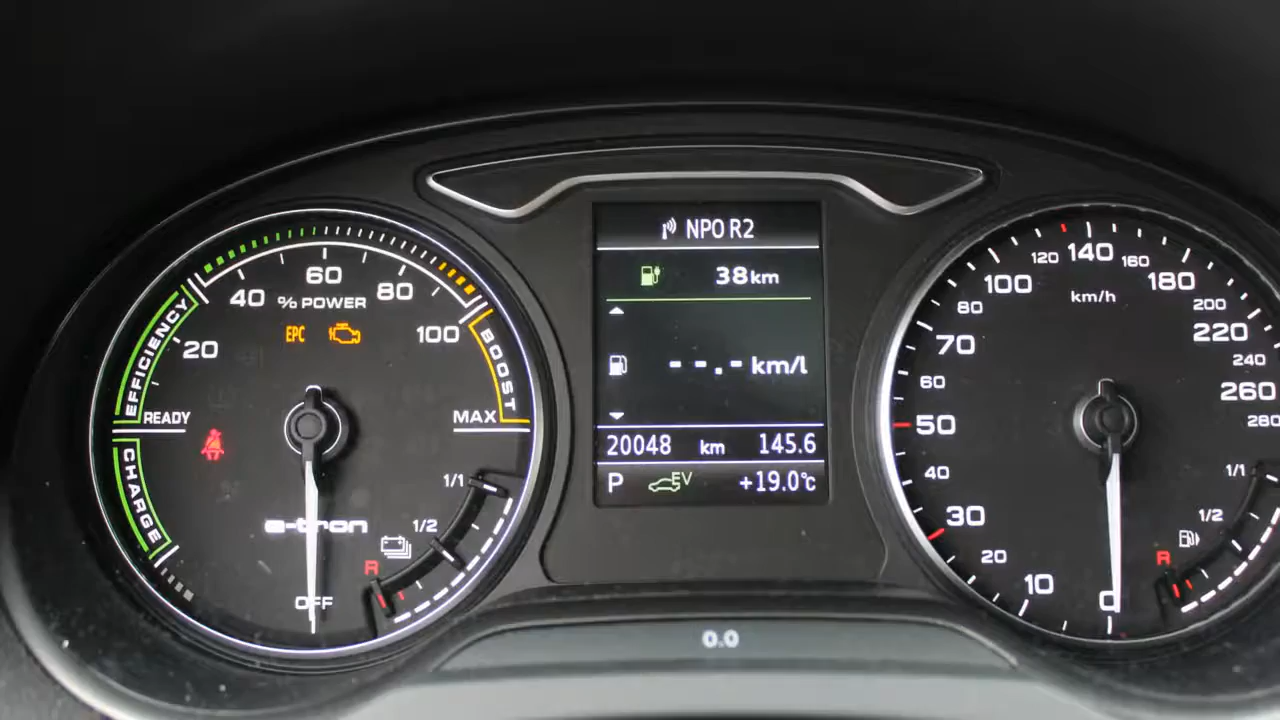 NPO R2
38 km
--.- km/l
20048 km 145.6
P EV +19.0°c
0.0
EFFICIENCY
READY
CHARGE
20
40
60
80
100
% POWER
EPC
BOOST
MAX
e-tron
OFF
R
1/2
1/1
0
10
20
30
40
50
60
70
80
100
120
140
160
180
200
220
240
260
280
km/h
R
1/2
1/1